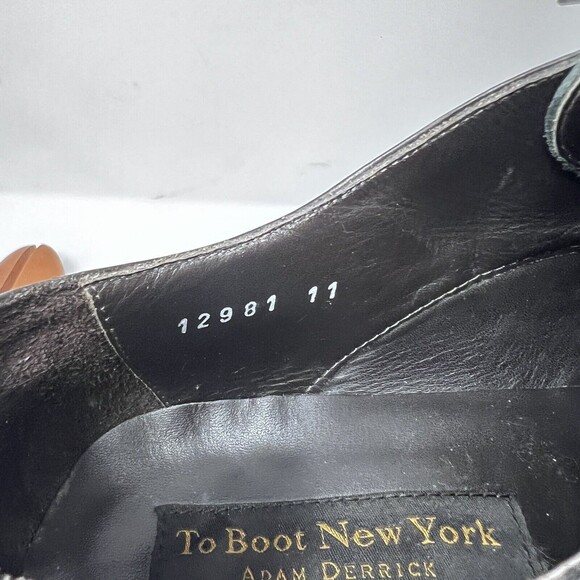 12981 11
To Boot New York
ADAM DERRICK